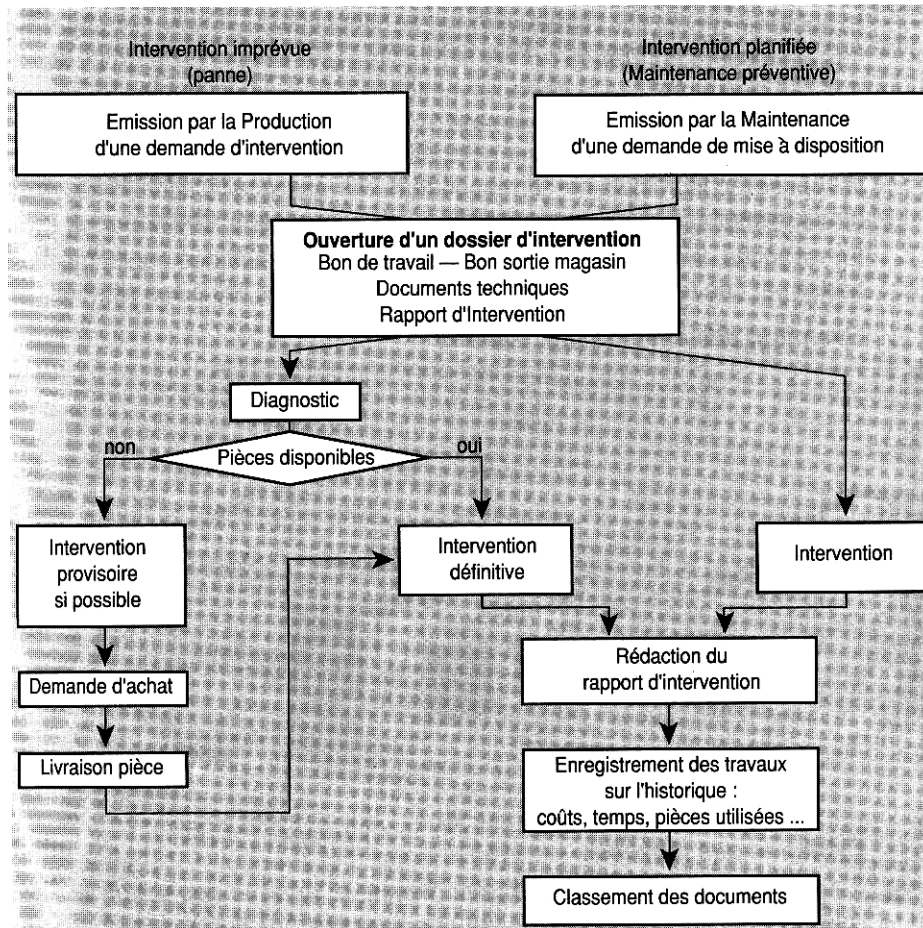 Intervention imprévue
(panne)
Intervention planifiée
(Maintenance préventive)
Emission par la Production
d'une demande d'intervention
Emission par la Maintenance
d'une demande de mise à disposition
Ouverture d'un dossier d'intervention
Bon de travail — Bon sortie magasin
Documents techniques
Rapport d'Intervention
Diagnostic
non
Pièces disponibles
oui
Intervention
provisoire
si possible
Intervention
définitive
Intervention
Demande d'achat
Livraison pièce
Rédaction du
rapport d'intervention
Enregistrement des travaux
sur l'historique :
coûts, temps, pièces utilisées ...
Classement des documents